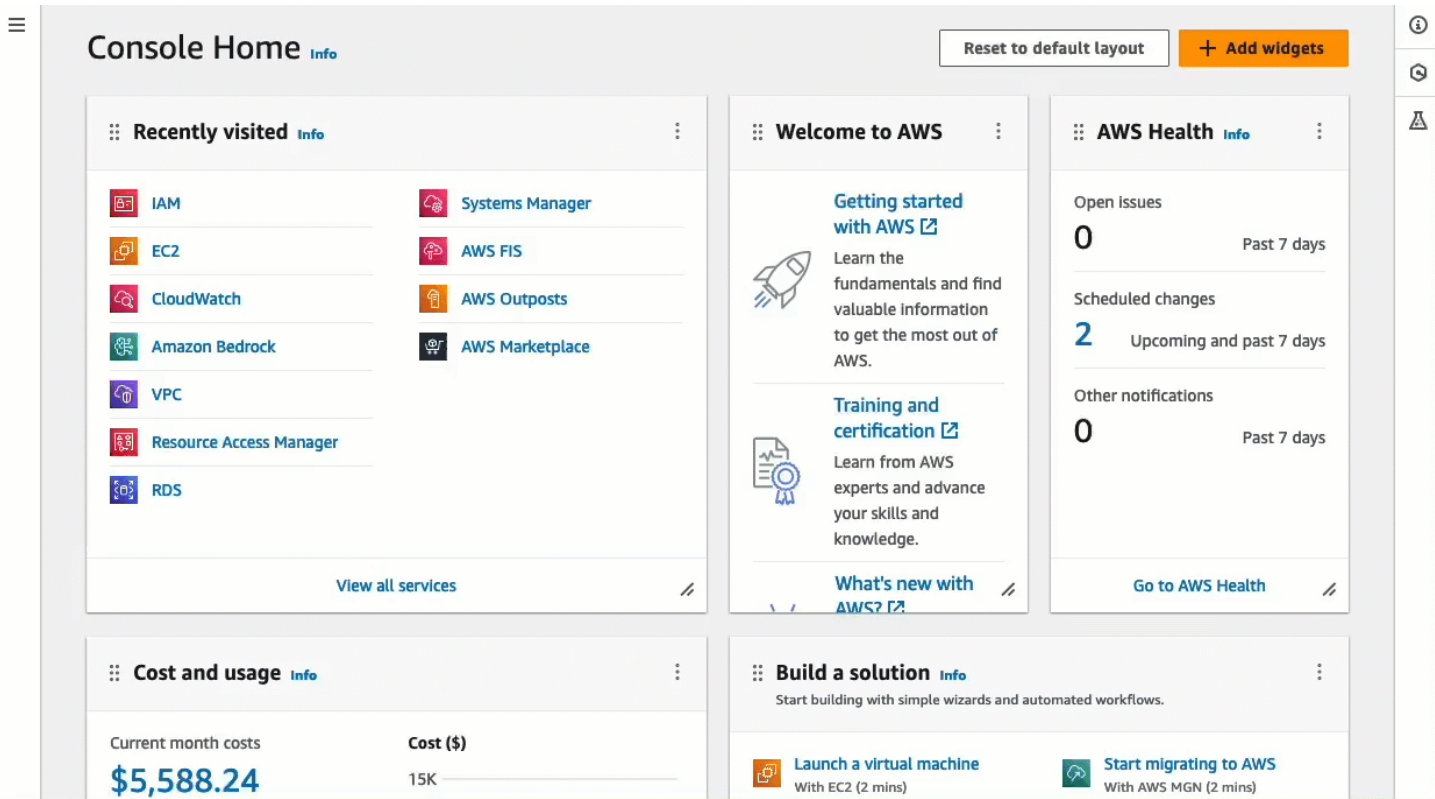 Console Home Info
Reset to default layout
+ Add widgets
Recently visited Info
IAM
EC2
CloudWatch
Amazon Bedrock
VPC
Resource Access Manager
RDS
Systems Manager
AWS FIS
AWS Outposts
AWS Marketplace
View all services
Welcome to AWS
Getting started
with AWS
Learn the
fundamentals and find
valuable information
to get the most out of
AWS.
Training and
certification
Learn from AWS
experts and advance
your skills and
knowledge.
What's new with
AWS?
AWS Health Info
Open issues
0 Past 7 days
Scheduled changes
2 Upcoming and past 7 days
Other notifications
0 Past 7 days
Go to AWS Health
Cost and usage Info
Current month costs
$5,588.24
Cost ($)
15K
Build a solution Info
Start building with simple wizards and automated workflows.
Launch a virtual machine
With EC2 (2 mins)
Start migrating to AWS
With AWS MGN (2 mins)